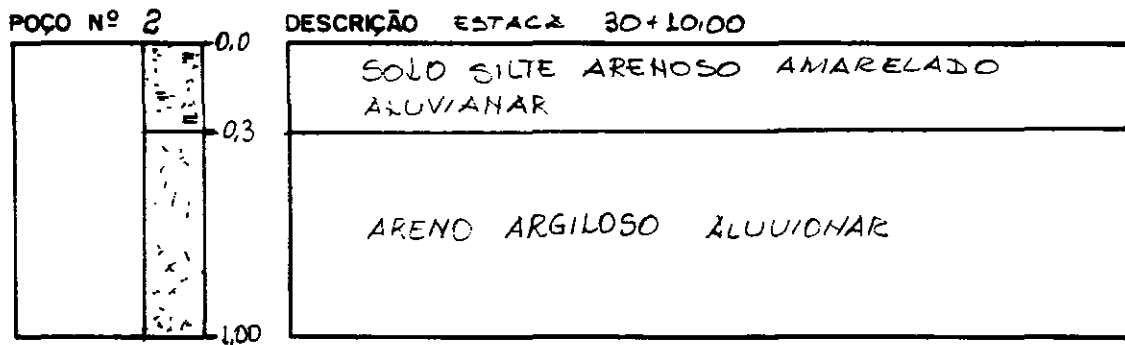 POÇO Nº 2
DESCRIÇÃO ESTACA 30+10,00
0,0
SOLO SILTE ARENOSO AMARELADO
ALUVIANAR
0,3
ARENO ARGILOSO ALUVIONAR
1,00